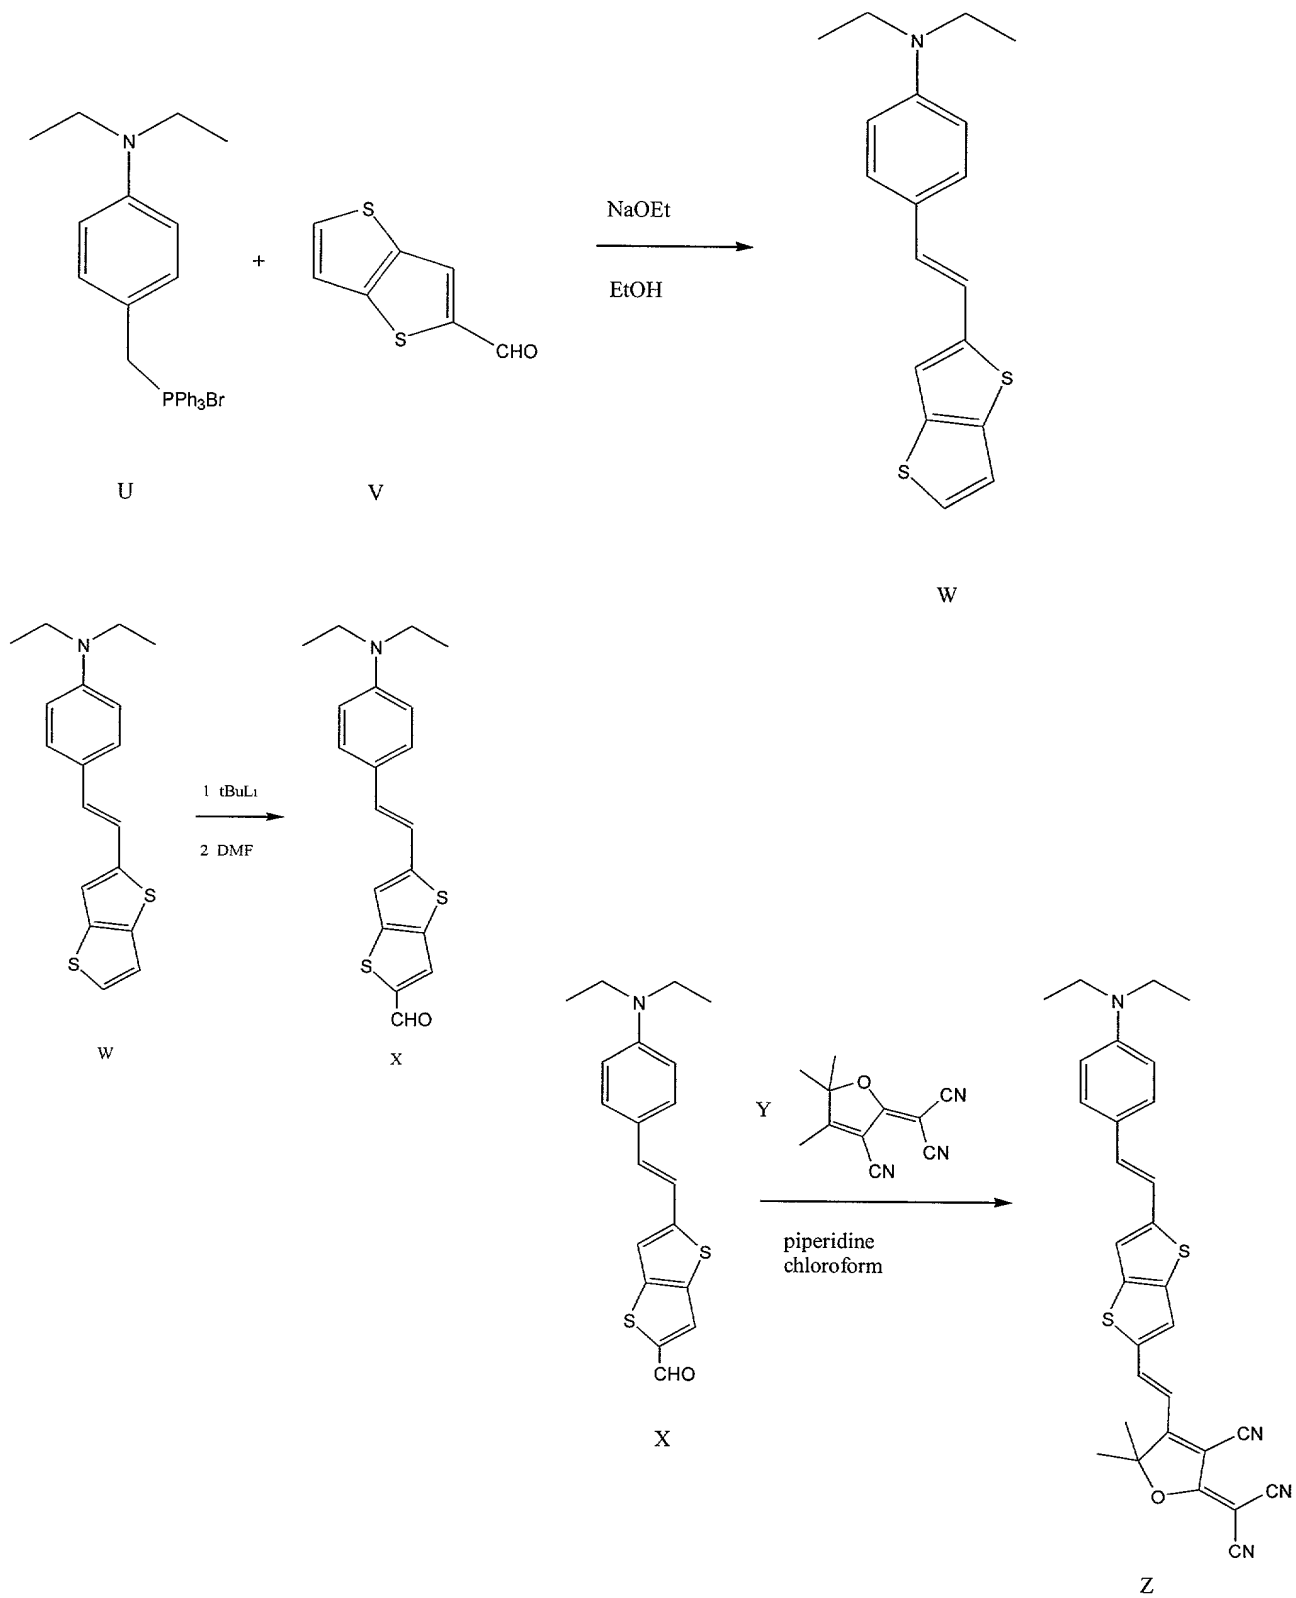 N
N
S
S
CHO
+
NaOEt
EtOH
PPh3Br
S
S
U
V
W
N
N
1 tBuLi
2 DMF
S
S
S
S
CHO
W
X
N
N
Y
O
CN
CN
CN
piperidine
chloroform
S
S
S
S
CHO
X
CN
O
CN
CN
Z